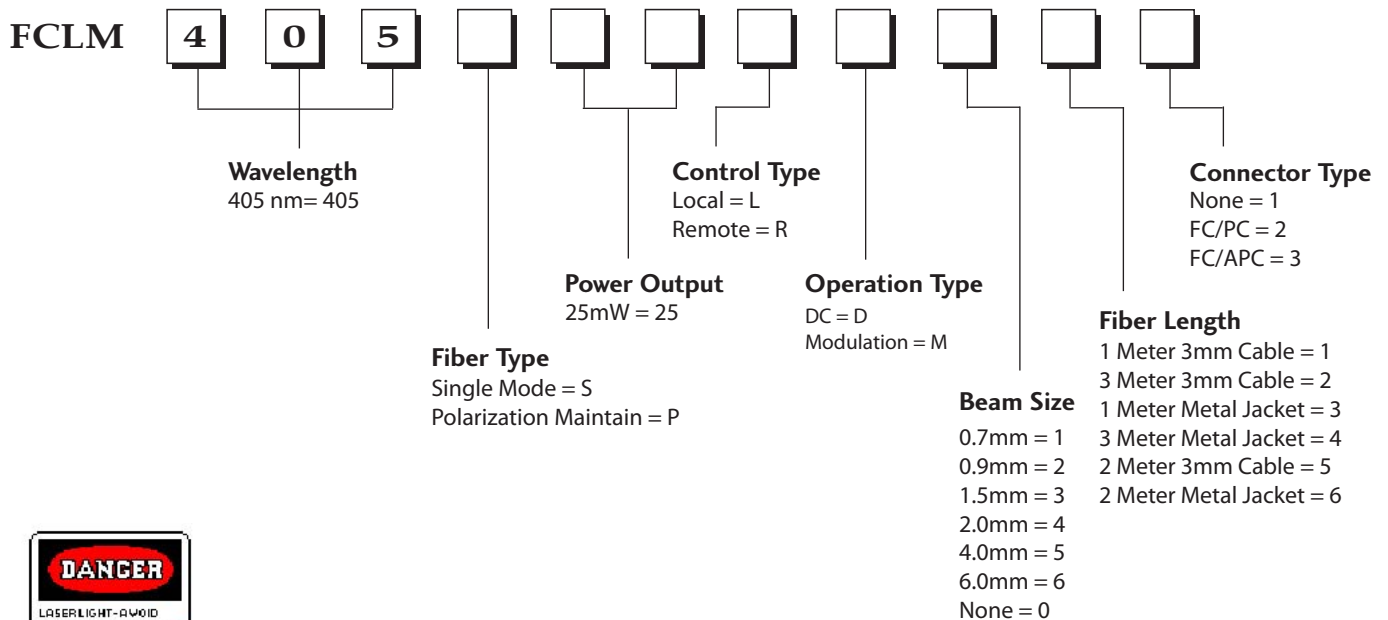 FCLM 4 0 5
Wavelength
405 nm= 405
Control Type
Local = L
Remote = R
Connector Type
None = 1
FC/PC = 2
FC/APC = 3
Power Output
25mW = 25
Operation Type
DC = D
Modulation = M
Fiber Length
1 Meter 3mm Cable = 1
3 Meter 3mm Cable = 2
1 Meter Metal Jacket = 3
3 Meter Metal Jacket = 4
2 Meter 3mm Cable = 5
2 Meter Metal Jacket = 6
Fiber Type
Single Mode = S
Polarization Maintain = P
Beam Size
0.7mm = 1
0.9mm = 2
1.5mm = 3
2.0mm = 4
4.0mm = 5
6.0mm = 6
None = 0
DANGER
LASERLIGHT-AVOID